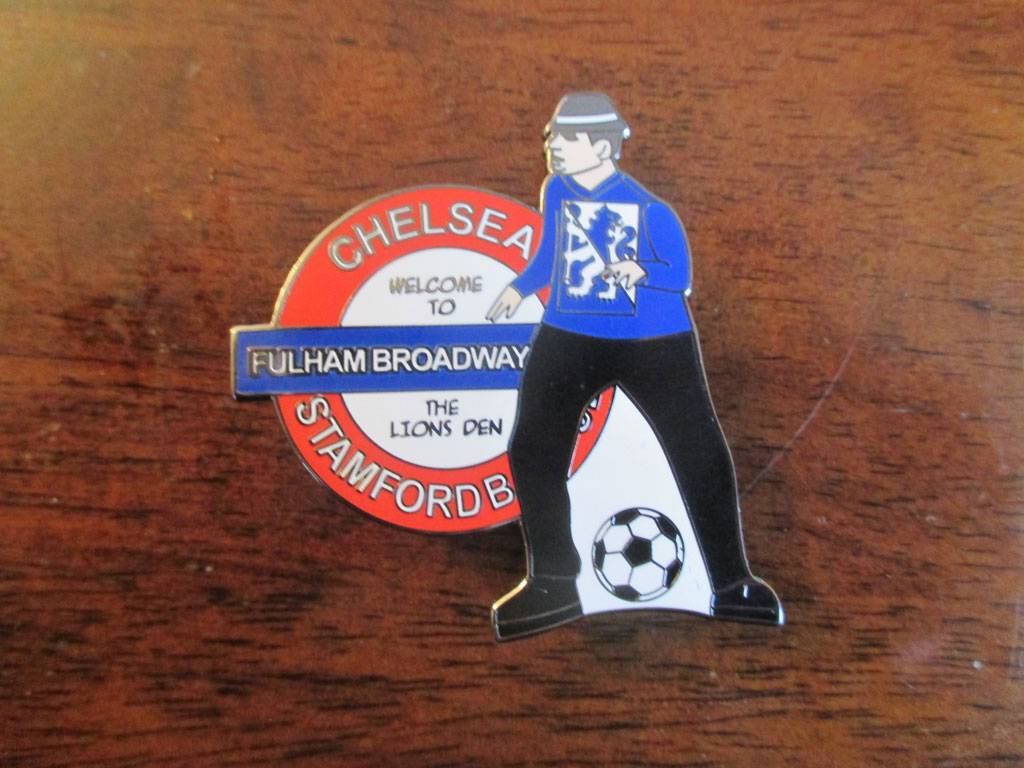 CHELSEA
WELCOME
TO
FULHAM BROADWAY
THE
LIONS DEN
STAMFORD B